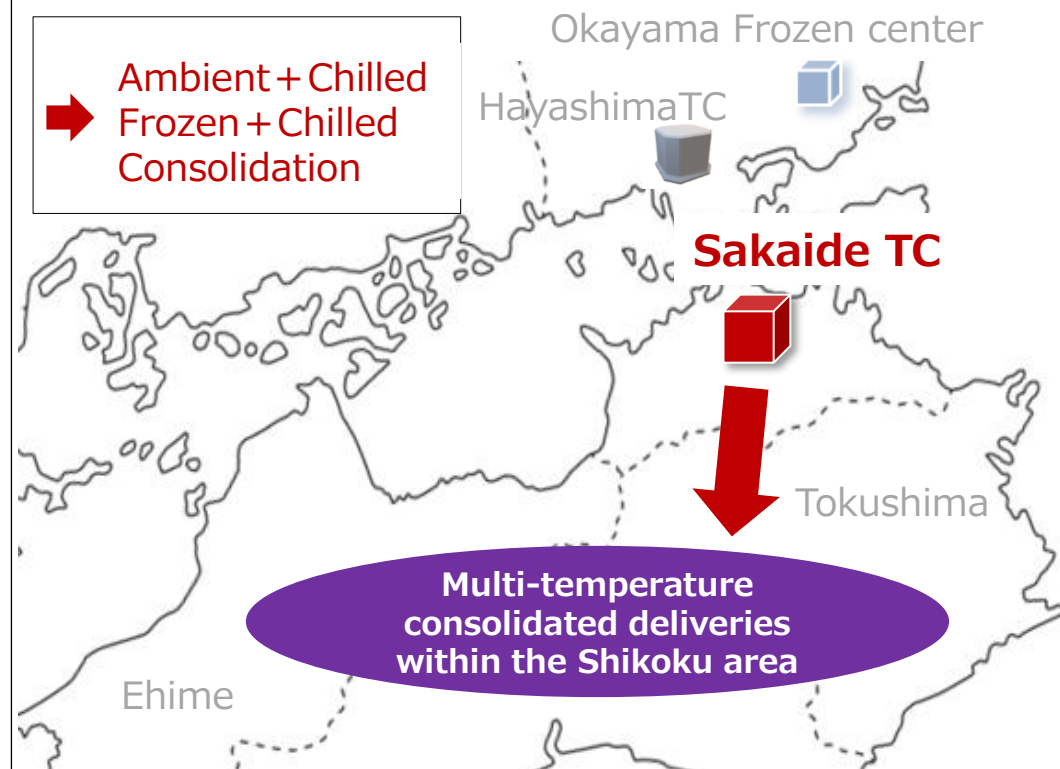 Okayama Frozen center
Ambient+Chilled
Frozen+Chilled
Consolidation
HayashimaTC
Sakaide TC
Tokushima
Multi-temperature
consolidated deliveries
within the Shikoku area
Ehime